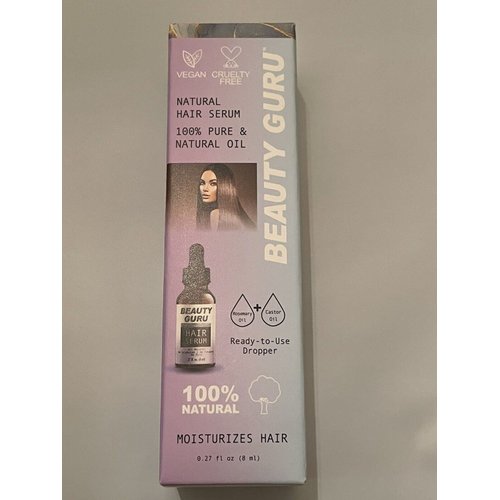 VEGAN
CRUELTY
FREE
NATURAL
HAIR SERUM
100% PURE &
NATURAL OIL
BEAUTY GURU™
BEAUTY
GURU
HAIR
SERUM
Rosemary
Oil
+
Castor
Oil
Ready-to-Use
Dropper
100%
NATURAL
MOISTURIZES HAIR
0.27 fl oz (8 ml)